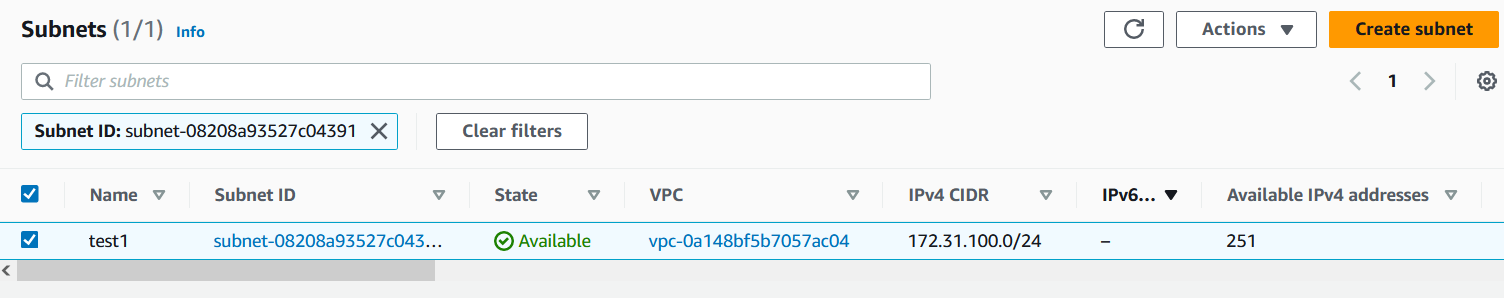 Subnets (1/1) Info
Actions
Create subnet
Filter subnets
1
Subnet ID: subnet-08208a93527c04391
Clear filters
Name Subnet ID State VPC IPv4 CIDR IPv6... Available IPv4 addresses
test1 subnet-08208a93527c043... Available vpc-0a148bf5b7057ac04 172.31.100.0/24 – 251